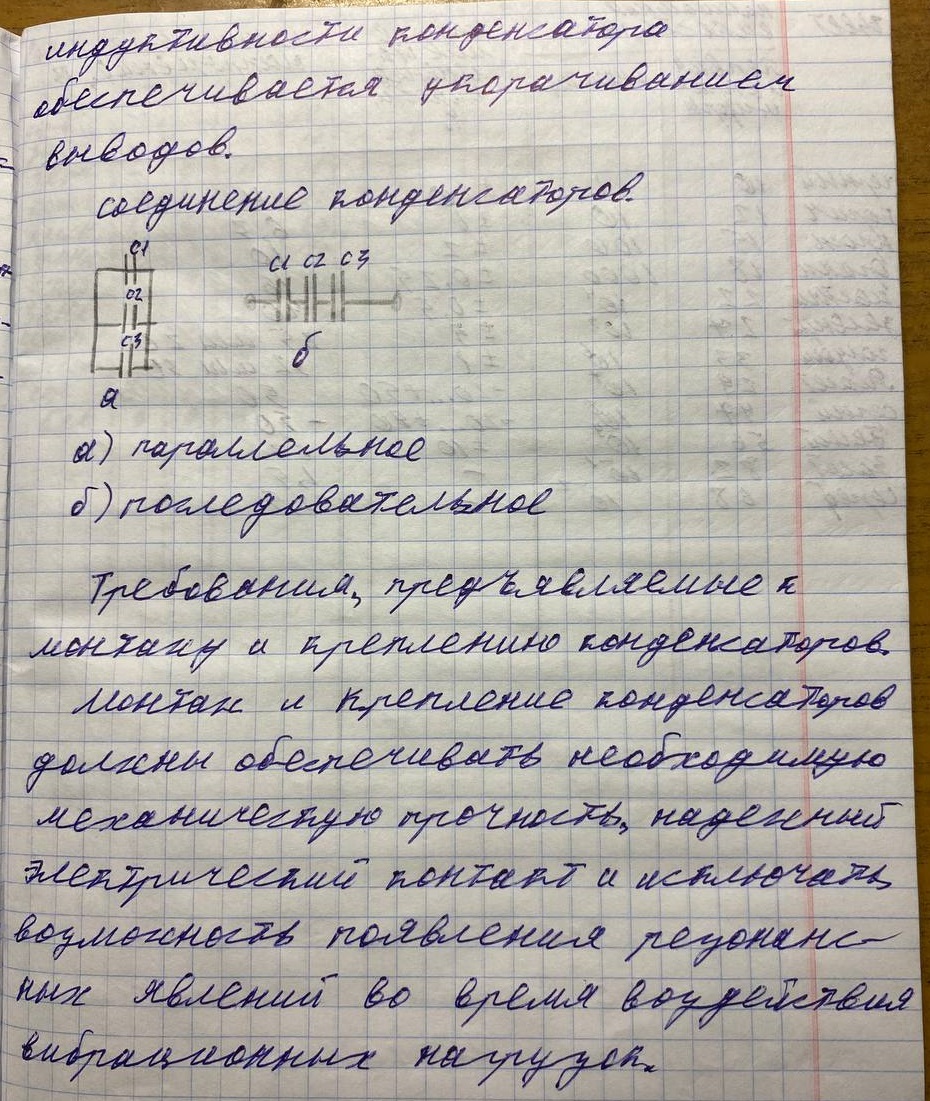 индуктивности конденсатора
обеспечивается укорачиванием
выводов.
соединение конденсаторов.
C1
C2
C3
а
C1 C2 C3
б
а) параллельное
б) последовательное
Требования, предъявляемые к
монтажу и креплению конденсаторов.
Монтаж и крепление конденсаторов
должны обеспечивать необходимую
механическую прочность, надежный
электрический контакт и исключать
возможность появления резонанс-
ных явлений во время воздействия
вибрационных нагрузок.